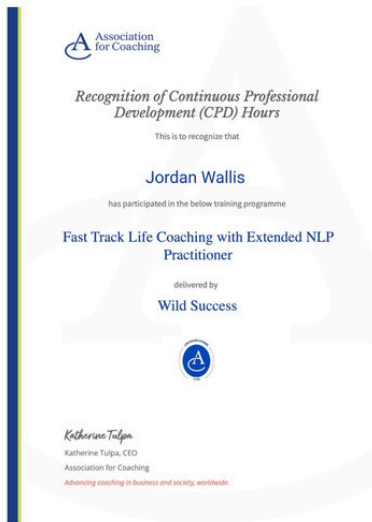 Association
for Coaching
Recognition of Continuous Professional
Development (CPD) Hours
This is to recognize that
Jordan Wallis
has participated in the below training programme
Fast Track Life Coaching with Extended NLP
Practitioner
delivered by
Wild Success
Katherine Tulpa
Katherine Tulpa, CEO
Association for Coaching
Advancing coaching in business and society, worldwide.